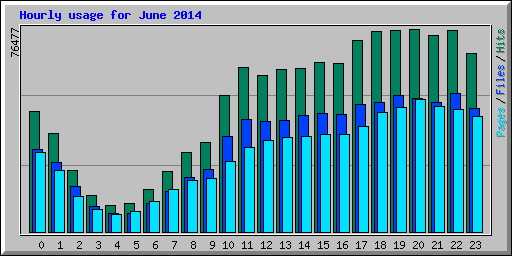 Hourly usage for June 2014
76477
Pages / Files / Hits
0 1 2 3 4 5 6 7 8 9 10 11 12 13 14 15 16 17 18 19 20 21 22 23